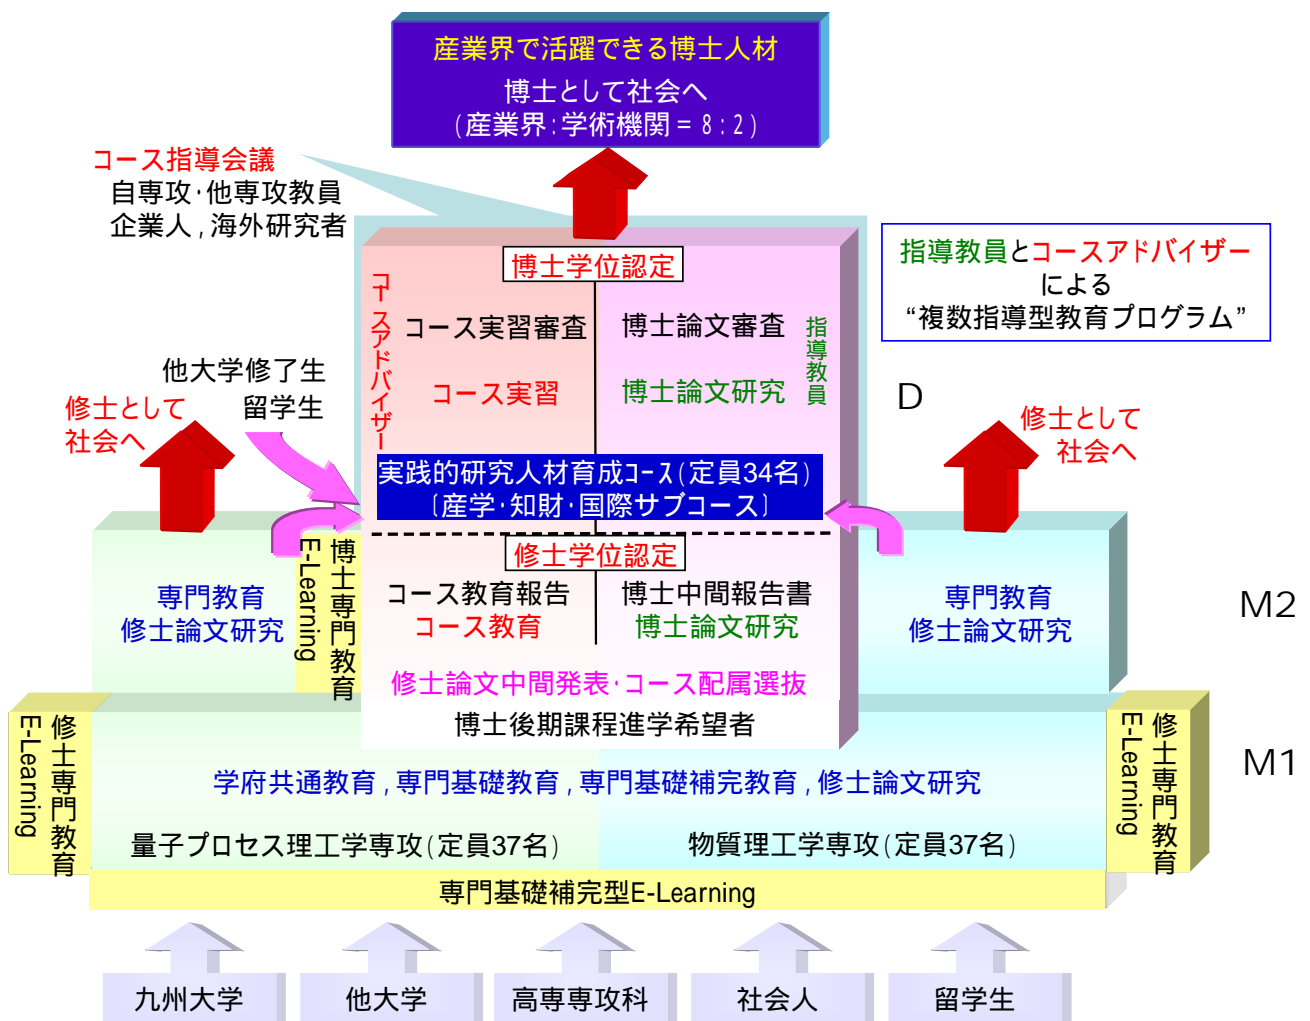 産業界で活躍できる博士人材
博士として社会へ
(産業界:学術機関=8:2)
コース指導会議
自専攻・他専攻教員
企業人,海外研究者
指導教員とコースアドバイザー
による
“複数指導型教育プログラム”
博士学位認定
コースアドバイザー
コース実習審査
博士論文審査
指導教員
コース実習
博士論文研究
D
他大学修了生
留学生
修士として
社会へ
修士として
社会へ
実践的研究人材育成コース(定員34名)
[産学・知財・国際サブコース]
修士学位認定
コース教育報告
博士中間報告書
コース教育
博士論文研究
専門教育
修士論文研究
博士専門教育
E-Learning
専門教育
修士論文研究
M2
修士論文中間発表・コース配属選抜
博士後期課程進学希望者
修士専門教育
E-Learning
修士専門教育
E-Learning
M1
学府共通教育,専門基礎教育,専門基礎補完教育,修士論文研究
量子プロセス理工学専攻(定員37名)
物質理工学専攻(定員37名)
専門基礎補完型E-Learning
九州大学
他大学
高専専攻科
社会人
留学生